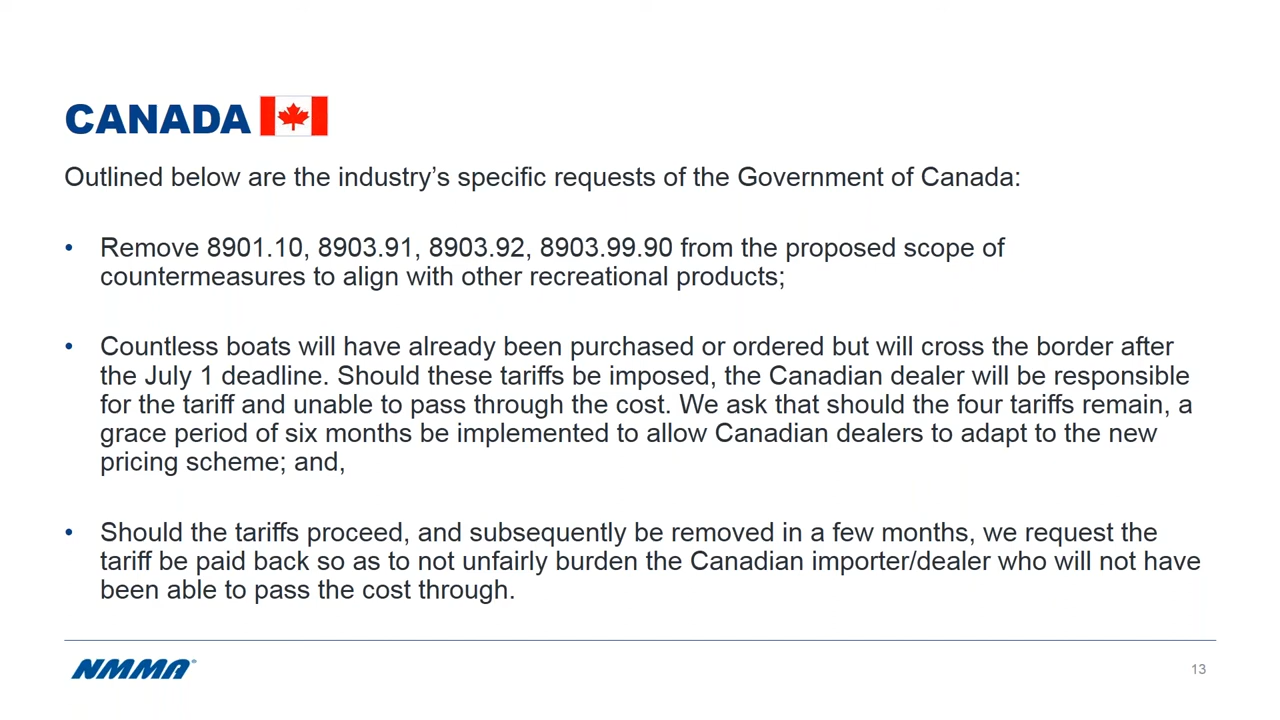 CANADA
Outlined below are the industry’s specific requests of the Government of Canada:
• Remove 8901.10, 8903.91, 8903.92, 8903.99.90 from the proposed scope of
countermeasures to align with other recreational products;
• Countless boats will have already been purchased or ordered but will cross the border after
the July 1 deadline. Should these tariffs be imposed, the Canadian dealer will be responsible
for the tariff and unable to pass through the cost. We ask that should the four tariffs remain, a
grace period of six months be implemented to allow Canadian dealers to adapt to the new
pricing scheme; and,
• Should the tariffs proceed, and subsequently be removed in a few months, we request the
tariff be paid back so as to not unfairly burden the Canadian importer/dealer who will not have
been able to pass the cost through.
NMMA®
13